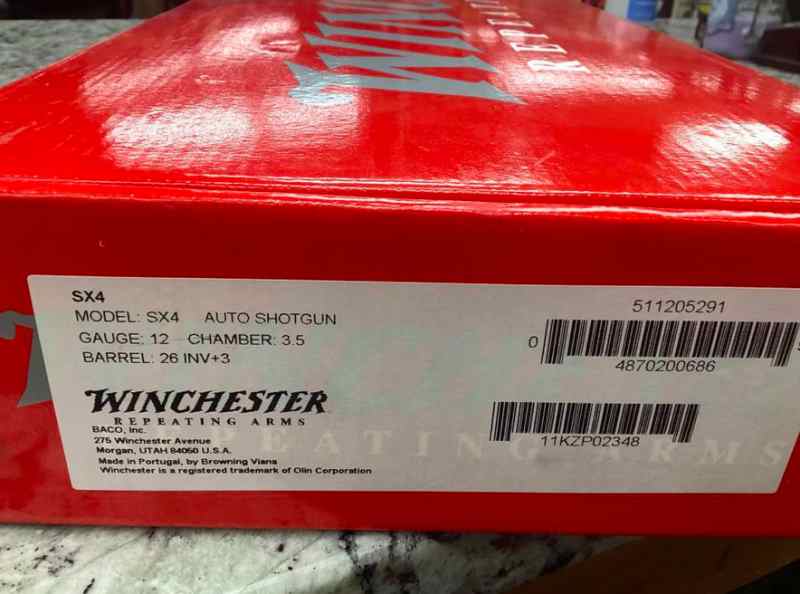 SX4
MODEL: SX4 AUTO SHOTGUN
GAUGE: 12 CHAMBER: 3.5
BARREL: 26 INV+3
WINCHESTER
REPEATING ARMS
BACO, Inc.
275 Winchester Avenue
Morgan, UTAH 84050 U.S.A.
Made in Portugal, by Browning Viana
Winchester is a registered trademark of Olin Corporation
511205291
0
4870200686
11KZP02348